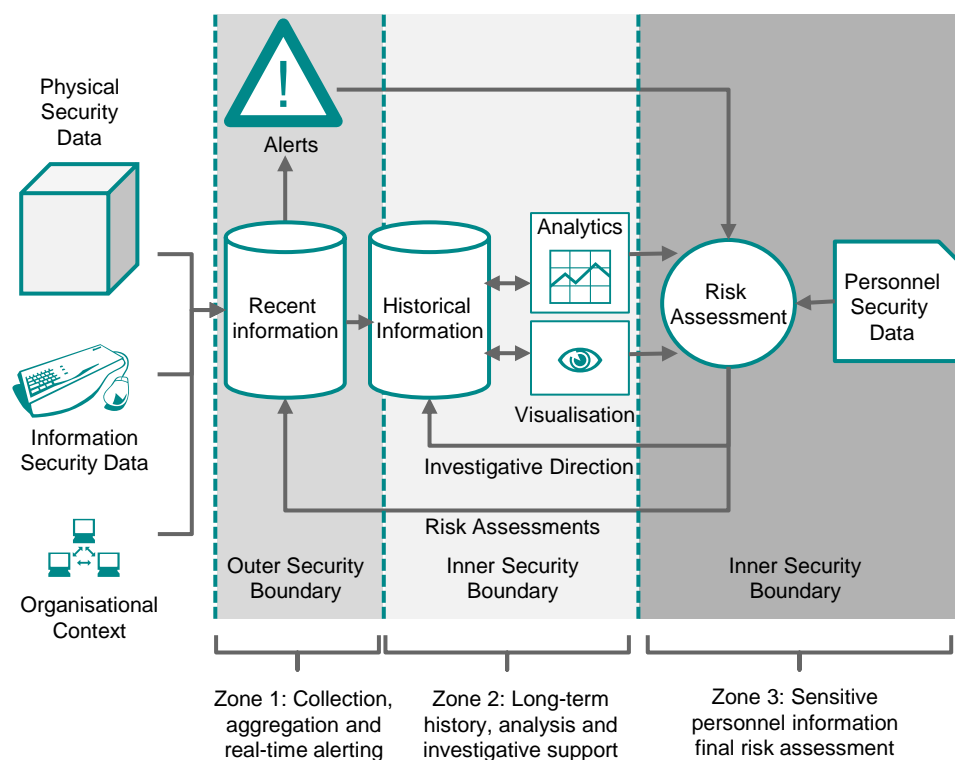 Physical
Security
Data
Information
Security Data
Organisational
Context
!
Alerts
Recent
information
Historical
Information
Analytics
Visualisation
Risk
Assessment
Personnel
Security
Data
Investigative Direction
Risk Assessments
Outer Security
Boundary
Inner Security
Boundary
Inner Security
Boundary
Zone 1: Collection,
aggregation and
real-time alerting
Zone 2: Long-term
history, analysis and
investigative support
Zone 3: Sensitive
personnel information
final risk assessment